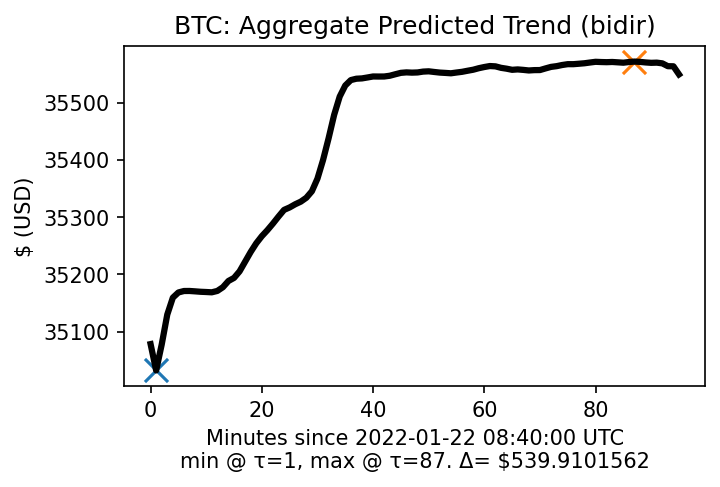 BTC: Aggregate Predicted Trend (bidir)
$ (USD)
35500
35400
35300
35200
35100
0 20 40 60 80
Minutes since 2022-01-22 08:40:00 UTC
min @ τ=1, max @ τ=87. Δ= $539.9101562